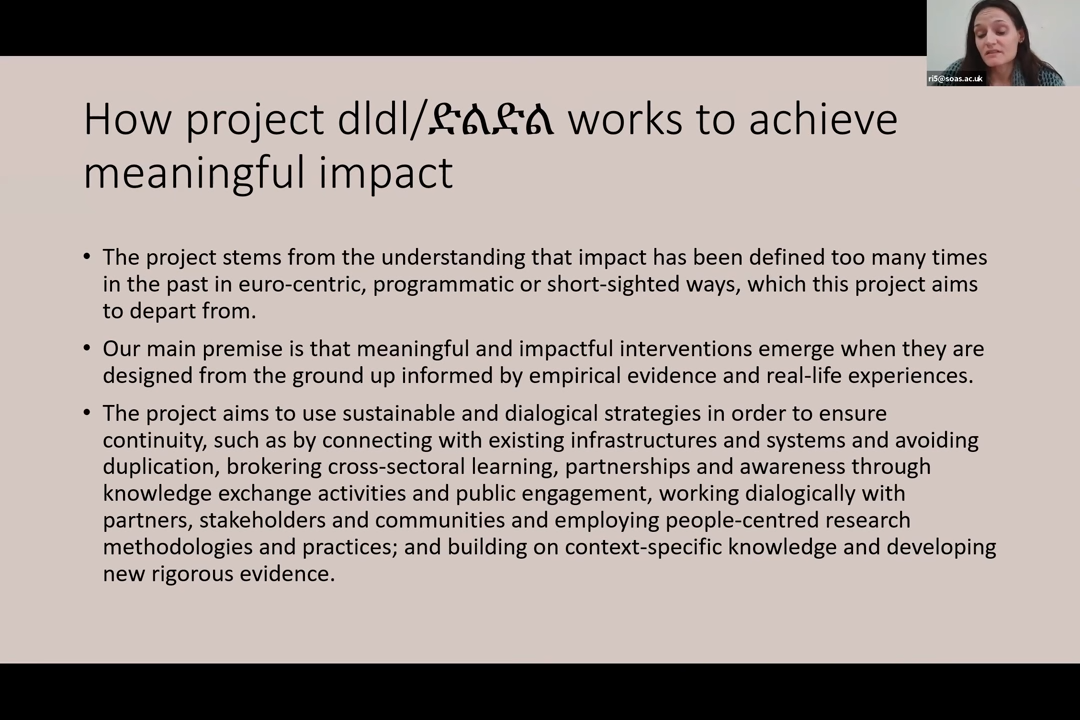 ri5@soas.ac.uk
How project dldl/ድልድል works to achieve
meaningful impact
• The project stems from the understanding that impact has been defined too many times
in the past in euro-centric, programmatic or short-sighted ways, which this project aims
to depart from.
• Our main premise is that meaningful and impactful interventions emerge when they are
designed from the ground up informed by empirical evidence and real-life experiences.
• The project aims to use sustainable and dialogical strategies in order to ensure
continuity, such as by connecting with existing infrastructures and systems and avoiding
duplication, brokering cross-sectoral learning, partnerships and awareness through
knowledge exchange activities and public engagement, working dialogically with
partners, stakeholders and communities and employing people-centred research
methodologies and practices; and building on context-specific knowledge and developing
new rigorous evidence.